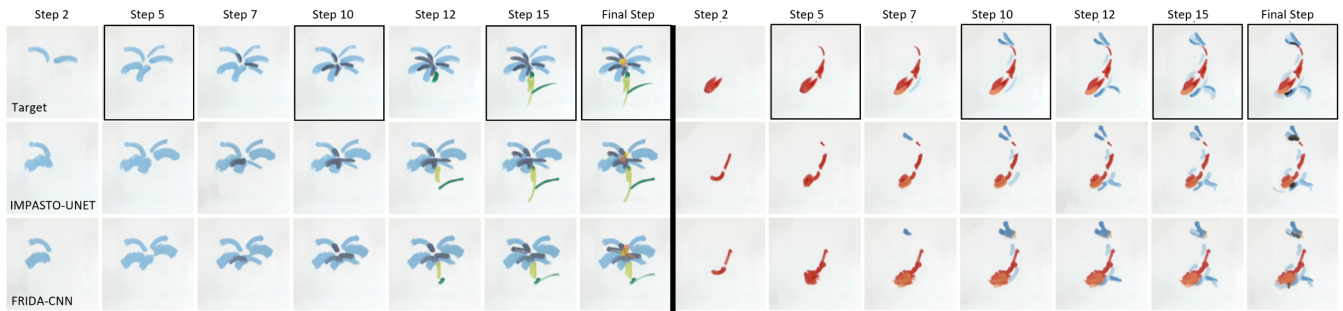 Step 2 Step 5 Step 7 Step 10 Step 12 Step 15 Final Step Step 2 Step 5 Step 7 Step 10 Step 12 Step 15 Final Step
Target
IMPASTO-UNET
FRIDA-CNN